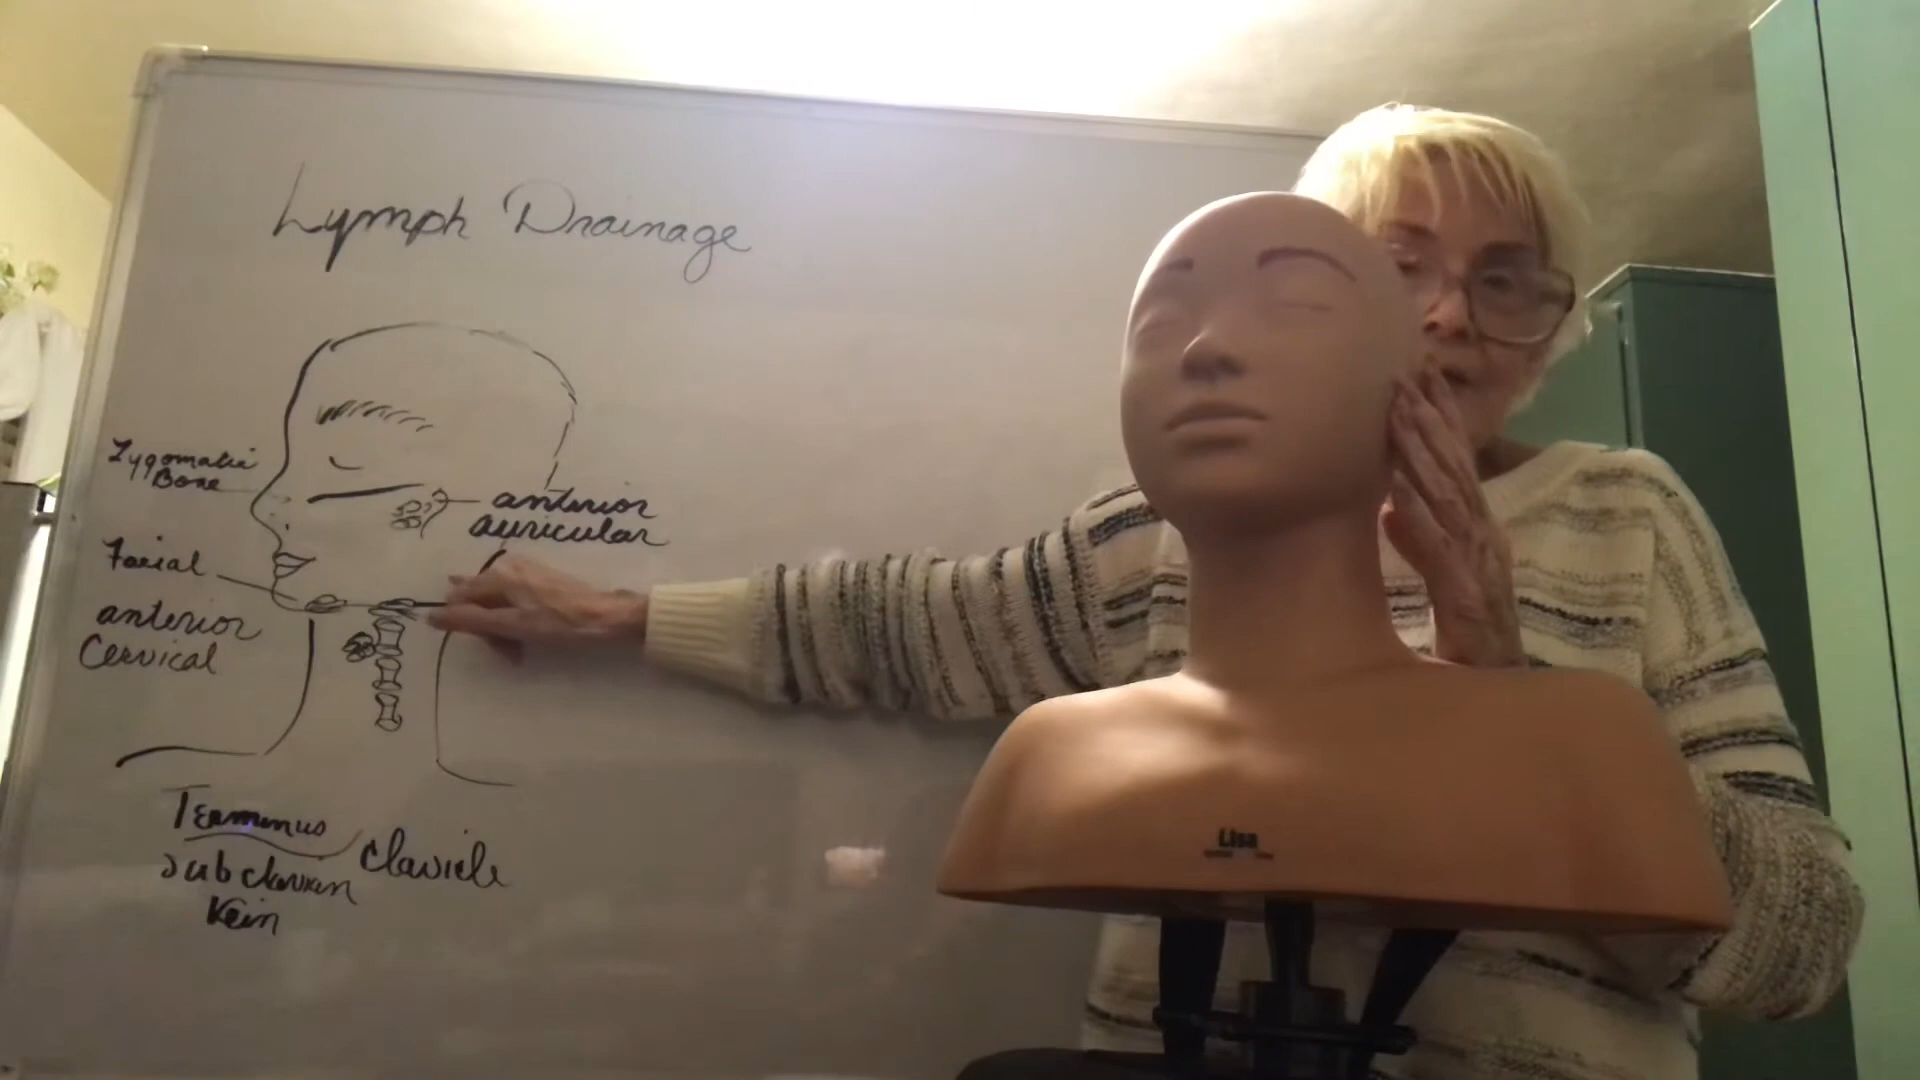 Lymph Drainage
Zygomatic
Bone
anterior
auricular
Facial
anterior
Cervical
Terminus
Clavicle
subclavian
Vein
Lisa